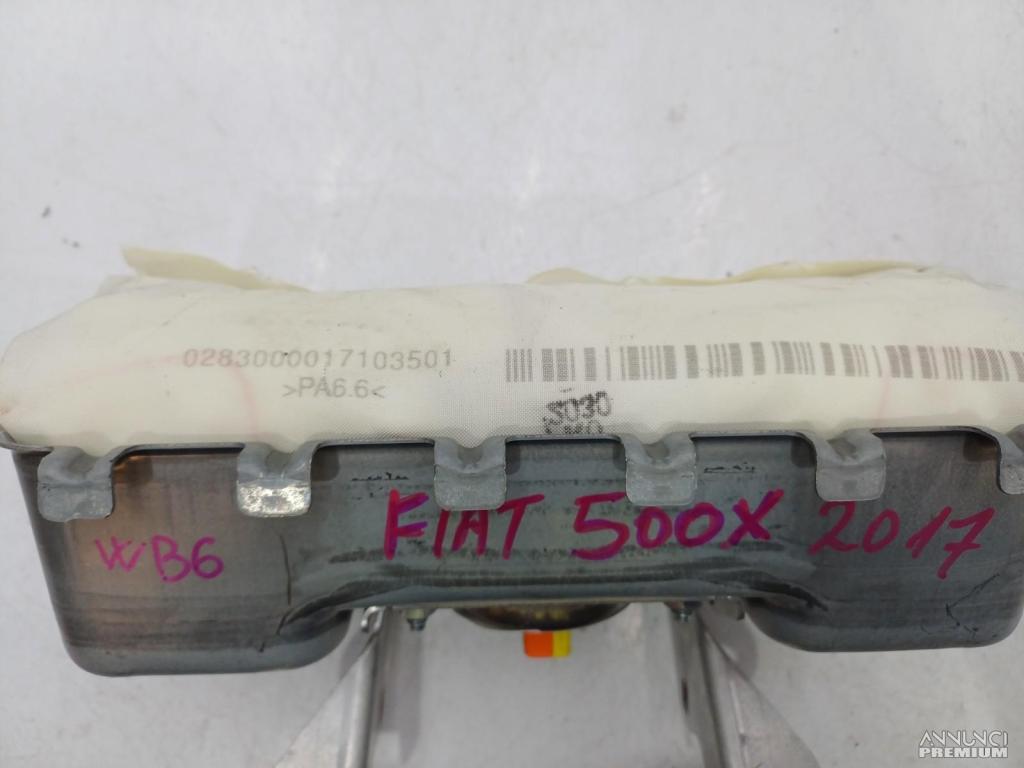 0283000017103501
>PA6.6<
S030
FIAT 500X 2017
WB6
ANNUNCI
PREMIUM